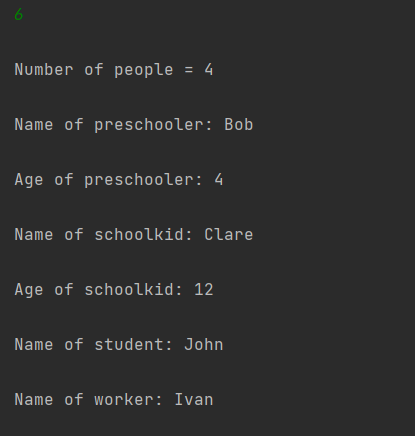 6
Number of people = 4
Name of preschooler: Bob
Age of preschooler: 4
Name of schoolkid: Clare
Age of schoolkid: 12
Name of student: John
Name of worker: Ivan